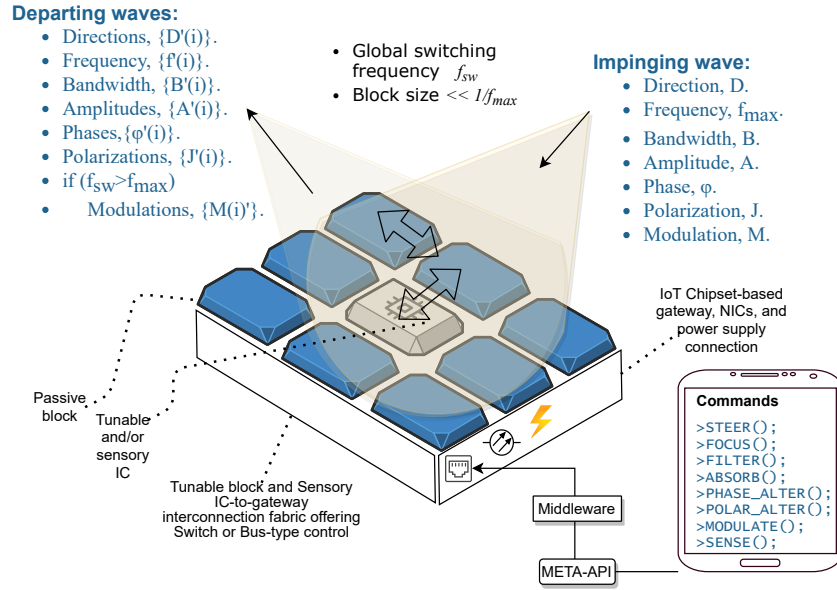 Departing waves:
• Directions, {D'(i)}.
• Frequency, {f'(i)}.
• Bandwidth, {B'(i)}.
• Amplitudes, {A'(i)}.
• Phases,{φ'(i)}.
• Polarizations, {J'(i)}.
• if (fsw>fmax)
• Modulations, {M(i)'}.
• Global switching
frequency fsw
• Block size << 1/fmax
Impinging wave:
• Direction, D.
• Frequency, fmax.
• Bandwidth, B.
• Amplitude, A.
• Phase, φ.
• Polarization, J.
• Modulation, M.
IoT Chipset-based
gateway, NICs, and
power supply
connection
Passive
block
Tunable
and/or
sensory
IC
Tunable block and Sensory
IC-to-gateway
interconnection fabric offering
Switch or Bus-type control
Middleware
META-API
Commands
>STEER();
>FOCUS();
>FILTER();
>ABSORB();
>PHASE_ALTER();
>POLAR_ALTER();
>MODULATE();
>SENSE();